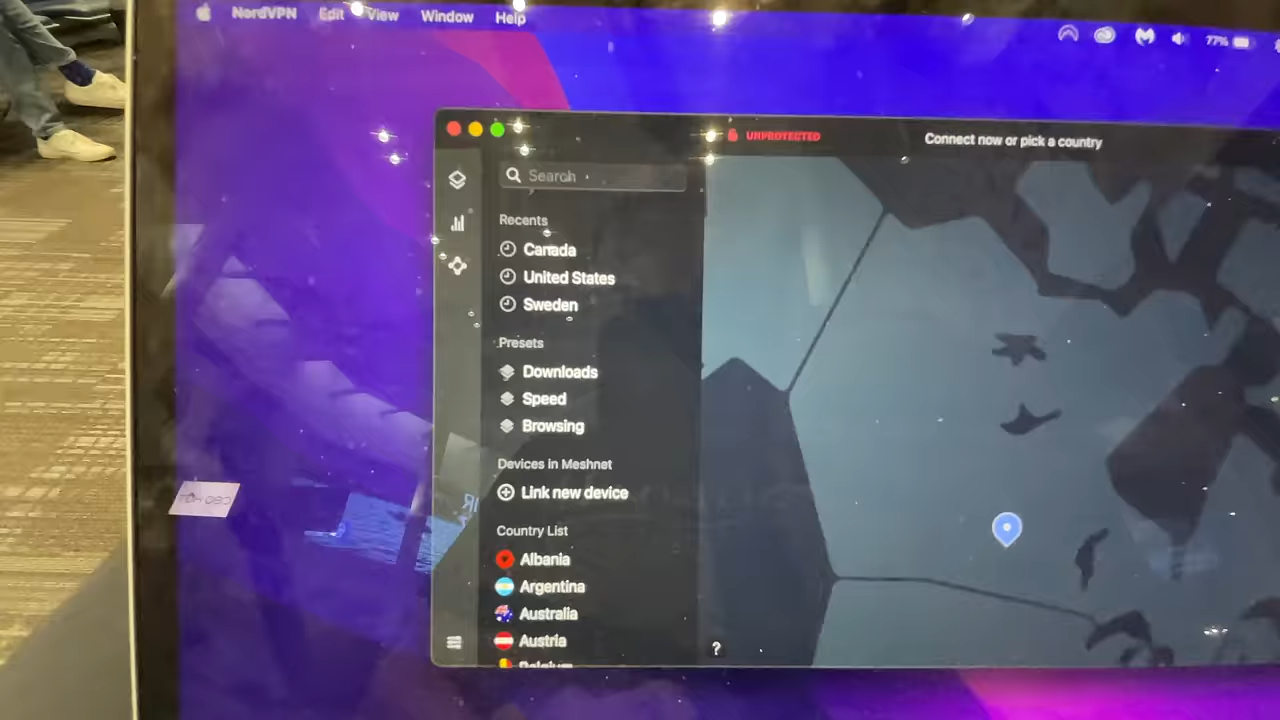 NordVPN Edit View Window Help
77%
UNPROTECTED
Connect now or pick a country
Search
Recents
Canada
United States
Sweden
Presets
Downloads
Speed
Browsing
Devices in Meshnet
Link new device
Country List
Albania
Argentina
Australia
Austria
Belgium
?